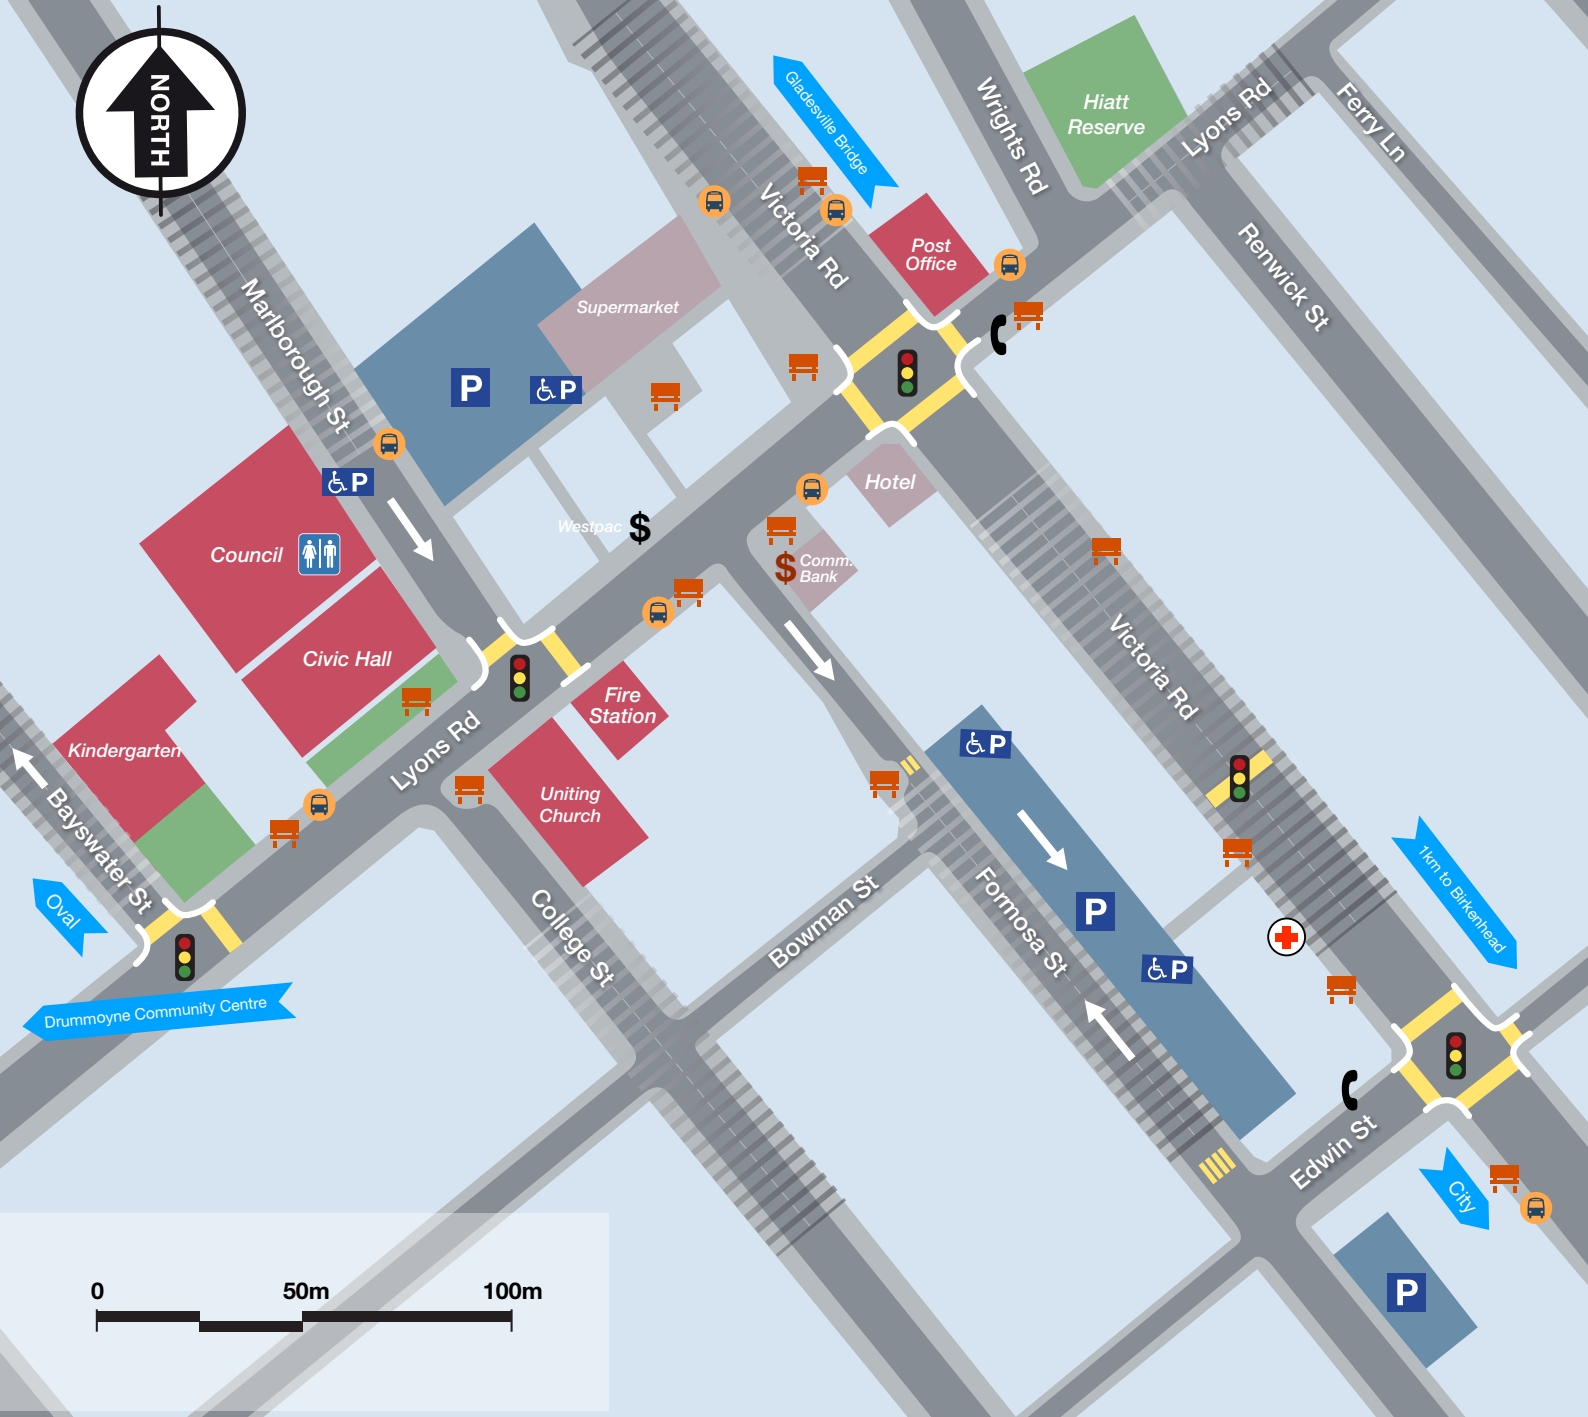 NORTH
Gladesville Bridge
Wrights Rd
Hiatt
Reserve
Lyons Rd
Ferry Ln
Victoria Rd
Post
Office
Renwick St
Marlborough St
Supermarket
P
P
P
Hotel
Westpac
$
$
Comm.
Bank
Council
Civic Hall
Fire
Station
Kindergarten
Lyons Rd
Uniting
Church
Bayswater St
Oval
Drummoyne Community Centre
College St
Bowman St
P
Formosa St
P
P
Victoria Rd
1km to Birkenhead
Edwin St
City
P
0 50m 100m